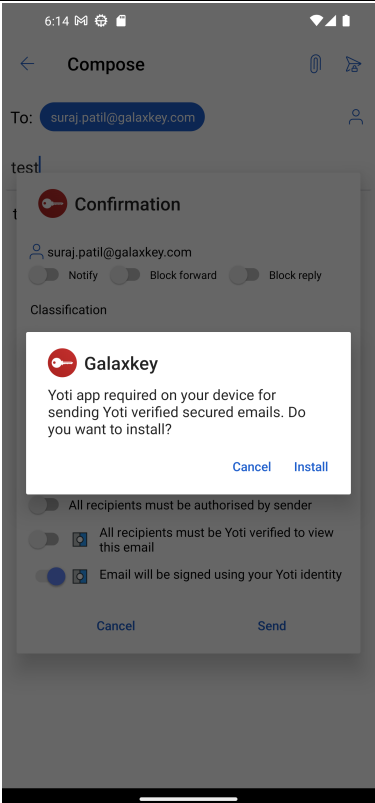 6:14
Compose
To: suraj.patil@galaxkey.com
test
t
Confirmation
suraj.patil@galaxkey.com
Notify Block forward Block reply
Classification
Galaxkey
Yoti app required on your device for
sending Yoti verified secured emails. Do
you want to install?
Cancel Install
All recipients must be authorised by sender
All recipients must be Yoti verified to view
this email
Email will be signed using your Yoti identity
Cancel Send